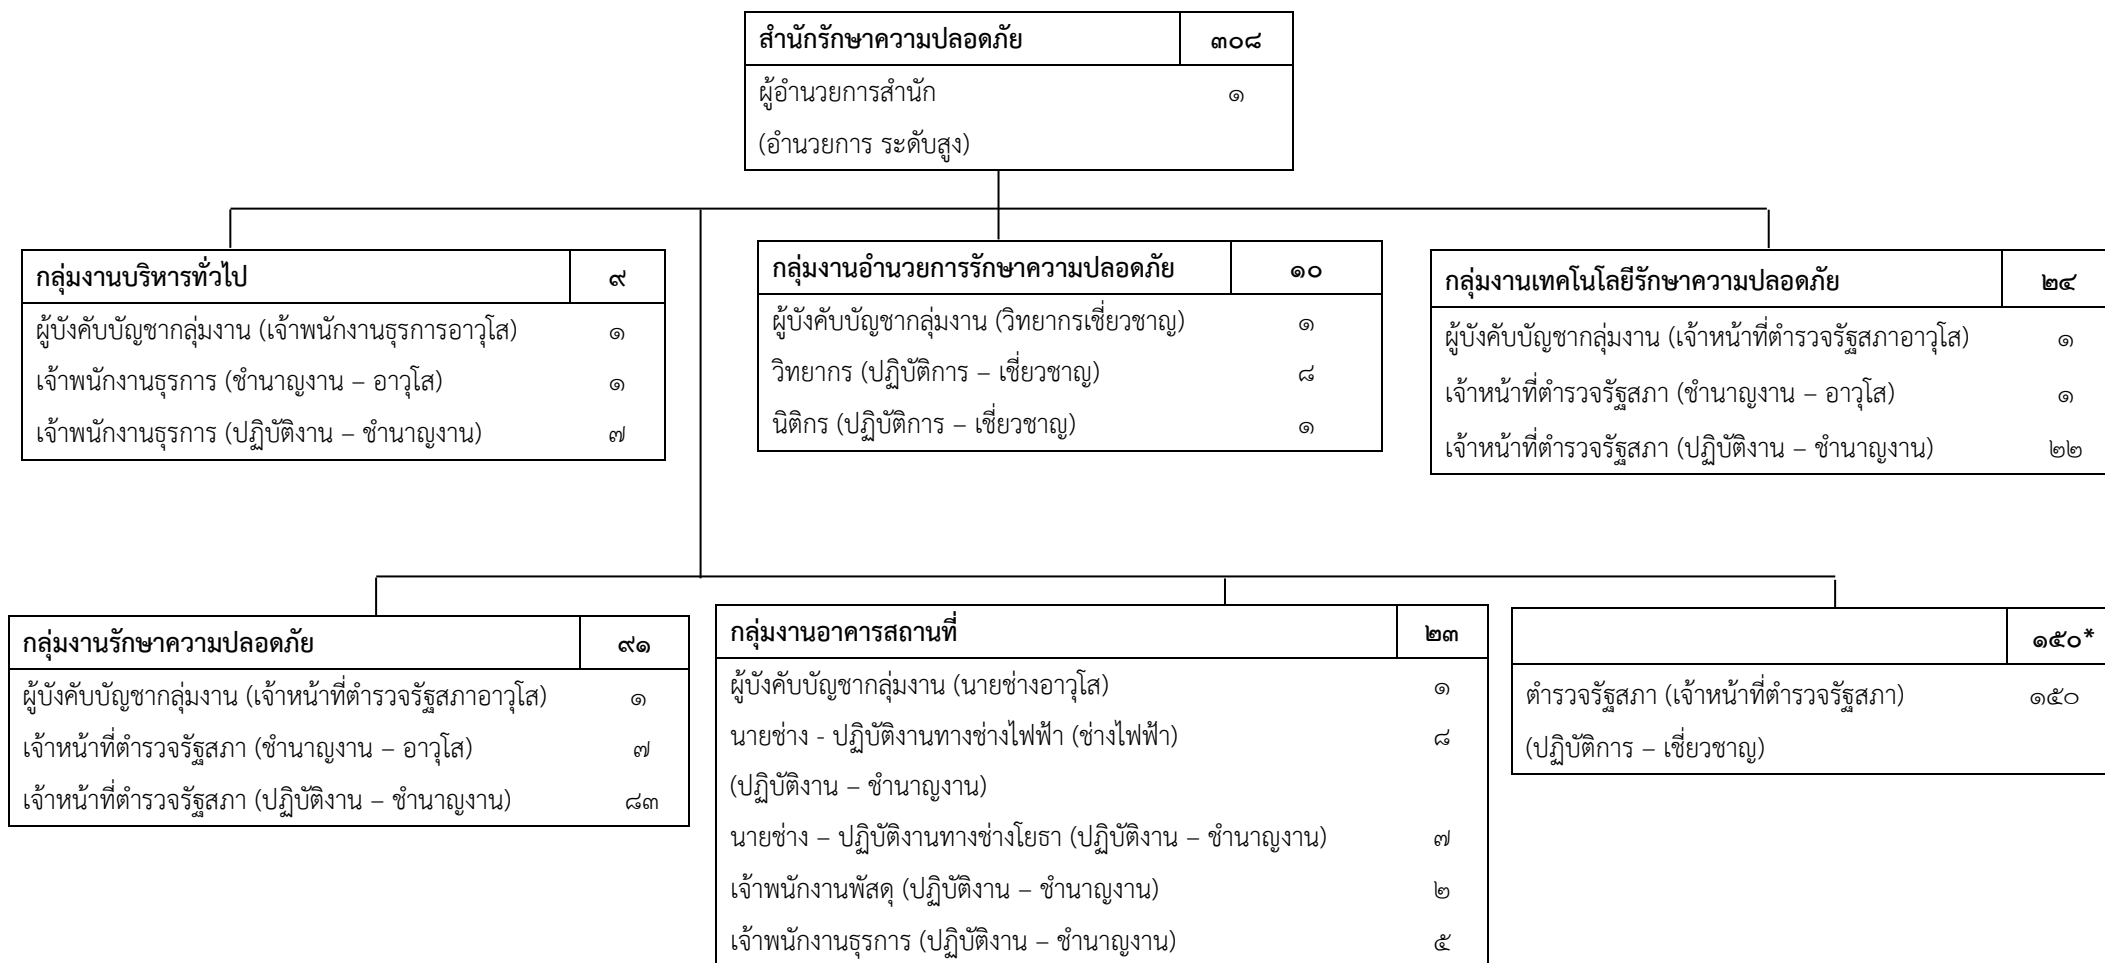 สำนักรักษาความปลอดภัย ๓๐๘
ผู้อำนวยการสำนัก ๑
(อำนวยการ ระดับสูง)
กลุ่มงานบริหารทั่วไป ๙
ผู้บังคับบัญชากลุ่มงาน (เจ้าพนักงานธุรการอาวุโส) ๑
เจ้าพนักงานธุรการ (ชำนาญงาน – อาวุโส) ๑
เจ้าพนักงานธุรการ (ปฏิบัติงาน – ชำนาญงาน) ๗
กลุ่มงานอำนวยการรักษาความปลอดภัย ๑๐
ผู้บังคับบัญชากลุ่มงาน (วิทยากรเชี่ยวชาญ) ๑
วิทยากร (ปฏิบัติการ – เชี่ยวชาญ) ๘
นิติกร (ปฏิบัติการ – เชี่ยวชาญ) ๑
กลุ่มงานเทคโนโลยีรักษาความปลอดภัย ๒๔
ผู้บังคับบัญชากลุ่มงาน (เจ้าหน้าที่ตำรวจรัฐสภาอาวุโส) ๑
เจ้าหน้าที่ตำรวจรัฐสภา (ชำนาญงาน – อาวุโส) ๑
เจ้าหน้าที่ตำรวจรัฐสภา (ปฏิบัติงาน – ชำนาญงาน) ๒๒
กลุ่มงานรักษาความปลอดภัย ๙๑
ผู้บังคับบัญชากลุ่มงาน (เจ้าหน้าที่ตำรวจรัฐสภาอาวุโส) ๑
เจ้าหน้าที่ตำรวจรัฐสภา (ชำนาญงาน – อาวุโส) ๗
เจ้าหน้าที่ตำรวจรัฐสภา (ปฏิบัติงาน – ชำนาญงาน) ๘๓
กลุ่มงานอาคารสถานที่ ๒๓
ผู้บังคับบัญชากลุ่มงาน (นายช่างอาวุโส) ๑
นายช่าง - ปฏิบัติงานทางช่างไฟฟ้า (ช่างไฟฟ้า) ๘
(ปฏิบัติงาน – ชำนาญงาน)
นายช่าง – ปฏิบัติงานทางช่างโยธา (ปฏิบัติงาน – ชำนาญงาน) ๗
เจ้าพนักงานพัสดุ (ปฏิบัติงาน – ชำนาญงาน) ๒
เจ้าพนักงานธุรการ (ปฏิบัติงาน – ชำนาญงาน) ๕
๑๕๐*
ตำรวจรัฐสภา (เจ้าหน้าที่ตำรวจรัฐสภา) ๑๕๐
(ปฏิบัติการ – เชี่ยวชาญ)